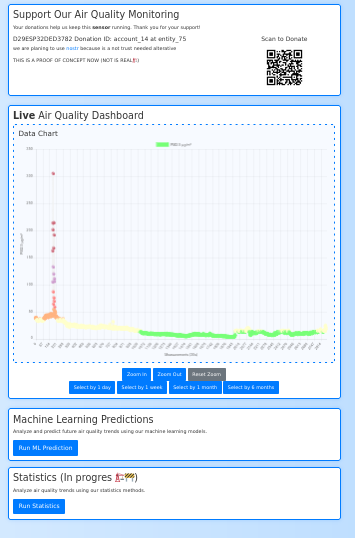 Support Our Air Quality Monitoring
Your donations help us keep this sensor running. Thank you for your support!
D29ESP32DED3782 Donation ID: account_14 at entity_75
we are planing to use nostr because is a not trust needed alterative
THIS IS A PROOF OF CONCEPT NOW (NOT IS REAL!!)
Scan to Donate
Live Air Quality Dashboard
Data Chart
350
300
250
200
150
100
50
0
Measurements (20s)
Zoom In
Zoom Out
Reset Zoom
Select by 1 day
Select by 1 week
Select by 1 month
Select by 6 months
Machine Learning Predictions
Analyze and predict future air quality trends using our machine learning models.
Run ML Prediction
Statistics (In progres 🏗️🚧)
Analyze air quality trends using our statistics methods.
Run Statistics